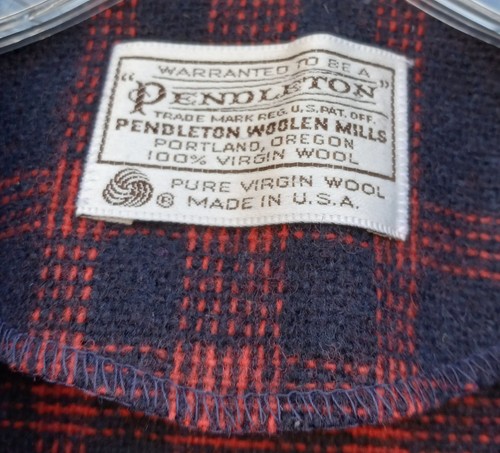 WARRANTED TO BE A
"PENDLETON"
TRADE MARK REG. U.S. PAT. OFF.
PENDLETON WOOLEN MILLS
PORTLAND, OREGON
100% VIRGIN WOOL
PURE VIRGIN WOOL
® MADE IN U.S.A.